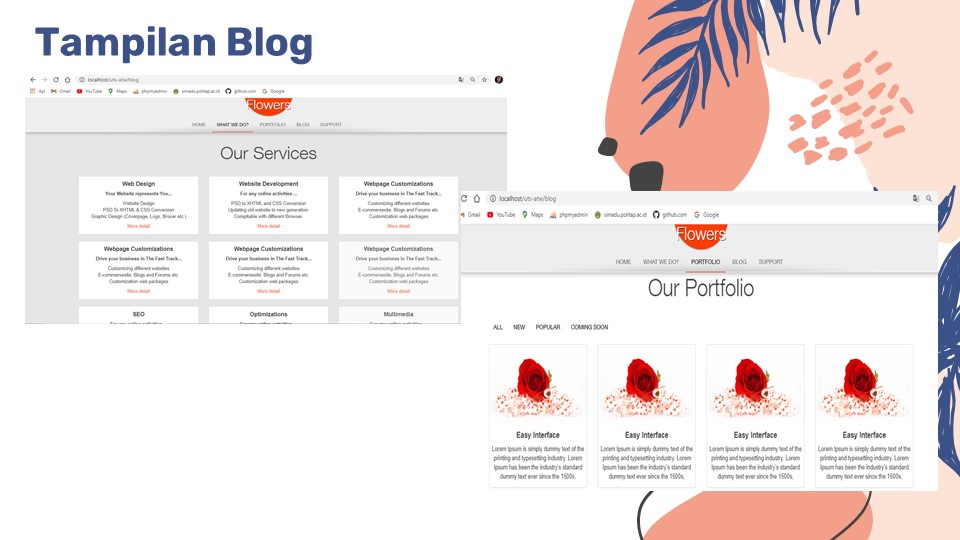 Tampilan Blog
localhost/uts-atw/blog
Apl Gmail YouTube Maps phpmyadmin simadu.politap.ac.id github.com Google
Flowers
HOME WHAT WE DO? PORTFOLIO BLOG SUPPORT
Our Services
Web Design
Your Website represents You...
Website Design
PSD To XHTML and CSS Conversion
Graphic Design (Coverpage, Logo, Broser etc.)
More detail
Website Development
For any online activities ...
PSD to XHTML and CSS Conversion
Updating old website to new generation
Compitable with different Browser
More detail
Webpage Customizations
Drive your business in The Fast Track...
Customizing different websites
E-commersesite. Blogs and Forums etc.
Customization web packages
More detail
Webpage Customizations
Drive your business in The Fast Track...
Customizing different websites
E-commersesite. Blogs and Forums etc.
Customization web packages
More detail
Webpage Customizations
Drive your business in The Fast Track...
Customizing different websites
E-commersesite. Blogs and Forums etc.
Customization web packages
More detail
Webpage Customizations
Drive your business in The Fast Track...
Customizing different websites
E-commersesite. Blogs and Forums etc.
Customization web packages
More detail
SEO
Optimizations
Multimedia
localhost/uts-atw/blog
Gmail YouTube Maps phpmyadmin simadu.politap.ac.id github.com Google
Flowers
HOME WHAT WE DO? PORTFOLIO BLOG SUPPORT
Our Portfolio
ALL NEW POPULAR COMING SOON
Easy Interface
Lorem Ipsum is simply dummy text of the
printing and typesetting industry. Lorem
Ipsum has been the industry's standard
dummy text ever since the 1500s,
Easy Interface
Lorem Ipsum is simply dummy text of the
printing and typesetting industry. Lorem
Ipsum has been the industry's standard
dummy text ever since the 1500s,
Easy Interface
Lorem Ipsum is simply dummy text of the
printing and typesetting industry. Lorem
Ipsum has been the industry's standard
dummy text ever since the 1500s,
Easy Interface
Lorem Ipsum is simply dummy text of the
printing and typesetting industry. Lorem
Ipsum has been the industry's standard
dummy text ever since the 1500s,